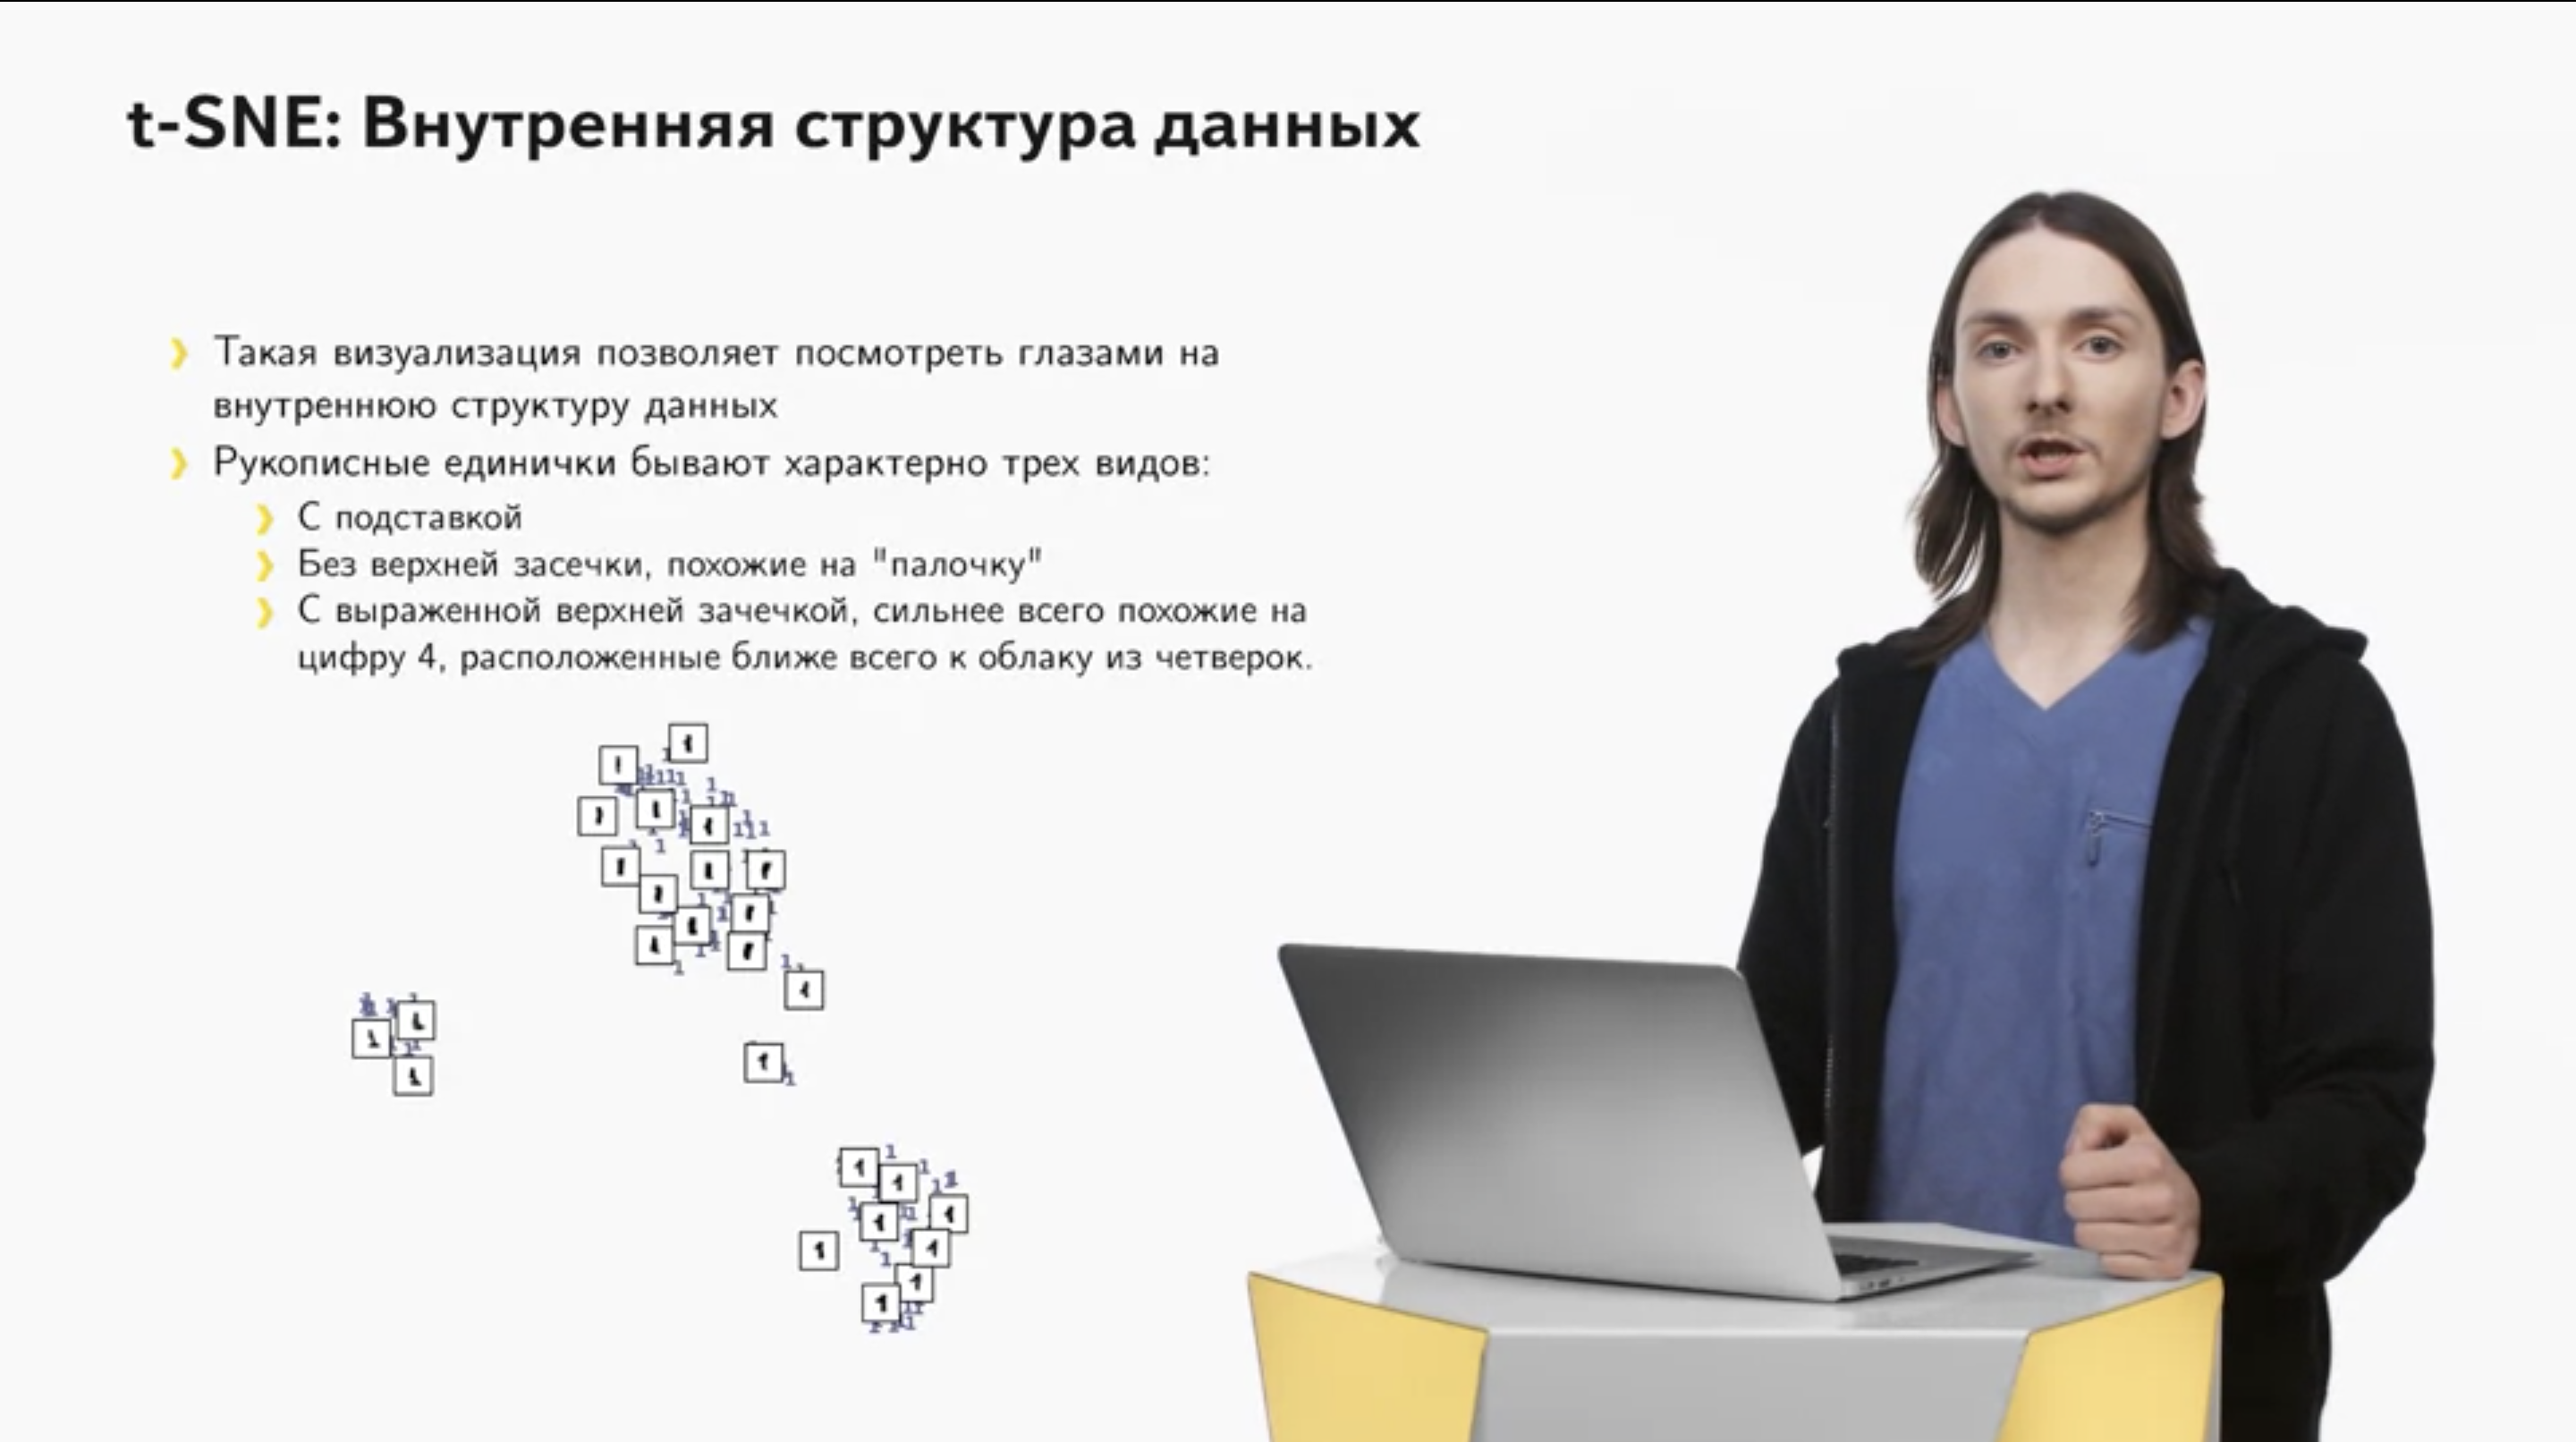 t-SNE: Внутренняя структура данных
Такая визуализация позволяет посмотреть глазами на
внутреннюю структуру данных
Рукописные единички бывают характерно трех видов:
С подставкой
Без верхней засечки, похожие на "палочку"
С выраженной верхней зачечкой, сильнее всего похожие на
цифру 4, расположенные ближе всего к облаку из четверок.